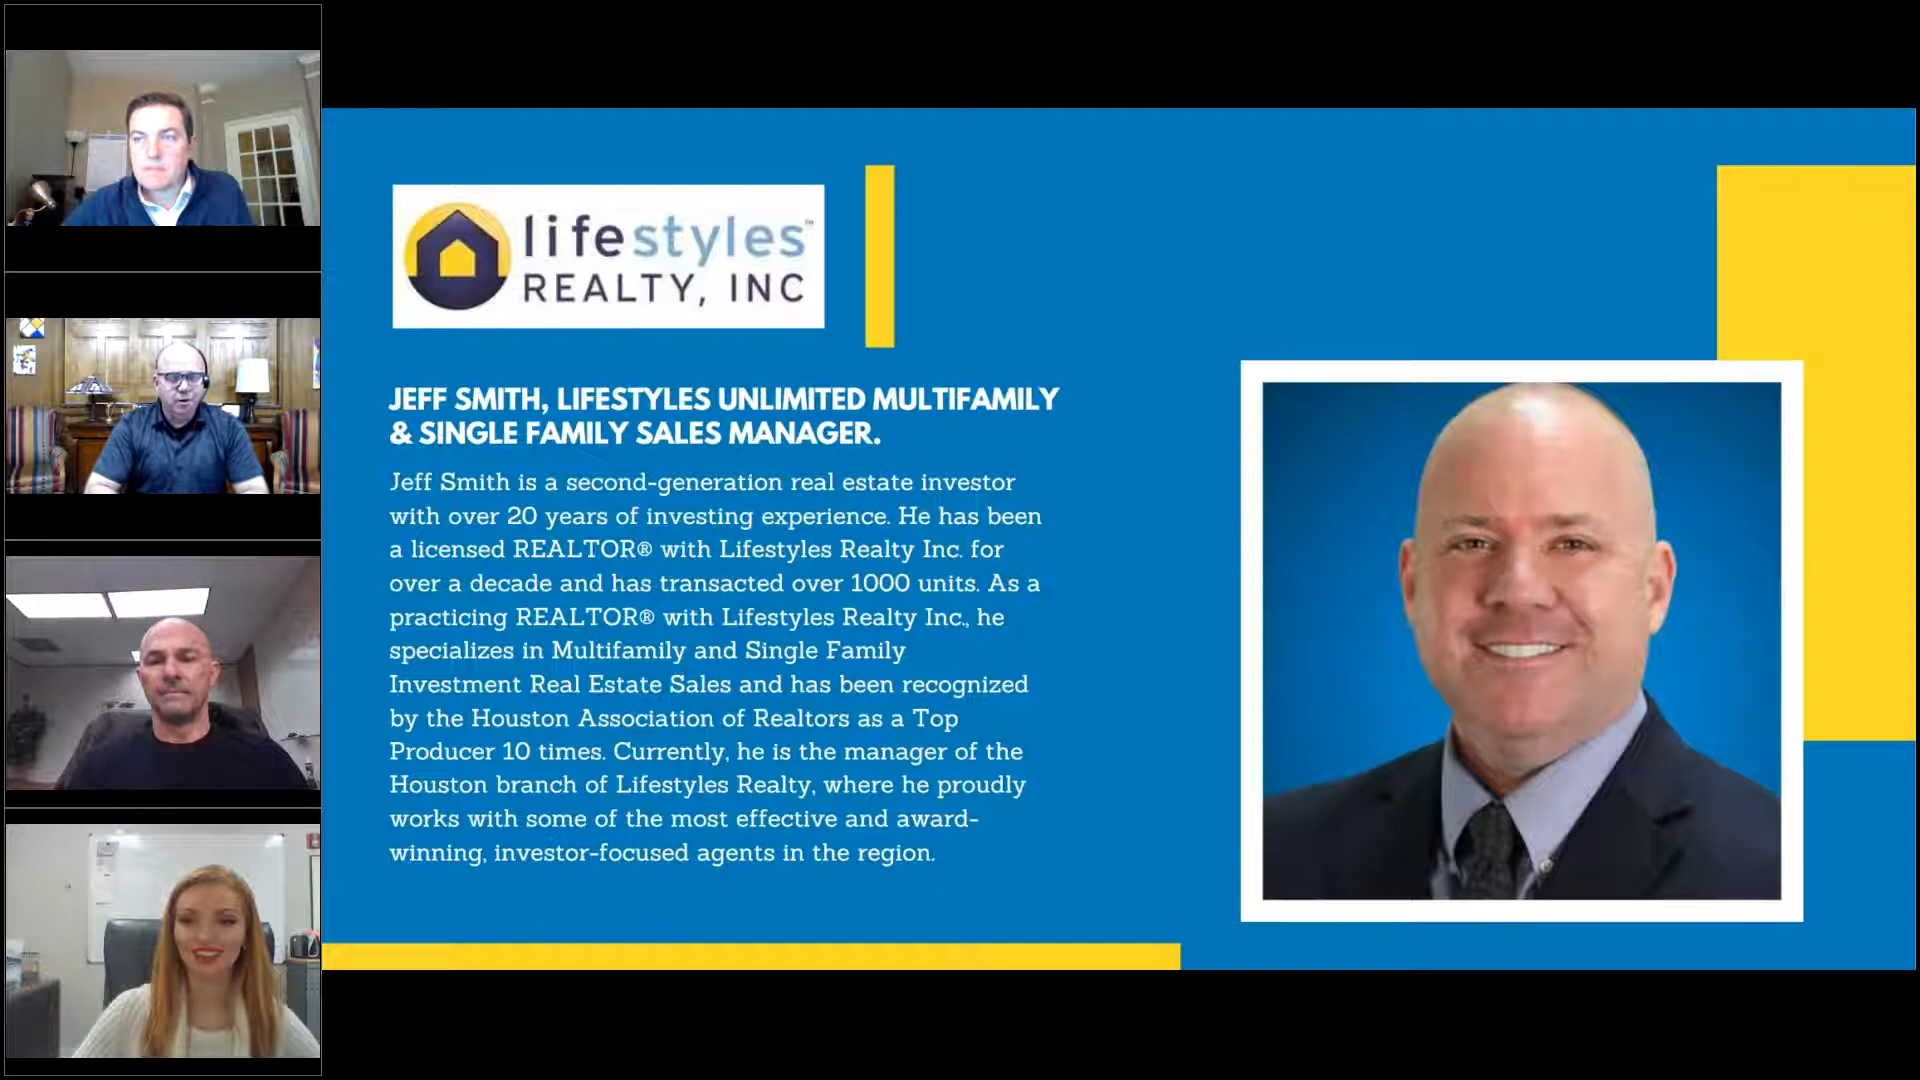 lifestyles™
REALTY, INC
JEFF SMITH, LIFESTYLES UNLIMITED MULTIFAMILY
& SINGLE FAMILY SALES MANAGER.
Jeff Smith is a second-generation real estate investor
with over 20 years of investing experience. He has been
a licensed REALTOR® with Lifestyles Realty Inc. for
over a decade and has transacted over 1000 units. As a
practicing REALTOR® with Lifestyles Realty Inc., he
specializes in Multifamily and Single Family
Investment Real Estate Sales and has been recognized
by the Houston Association of Realtors as a Top
Producer 10 times. Currently, he is the manager of the
Houston branch of Lifestyles Realty, where he proudly
works with some of the most effective and award-
winning, investor-focused agents in the region.